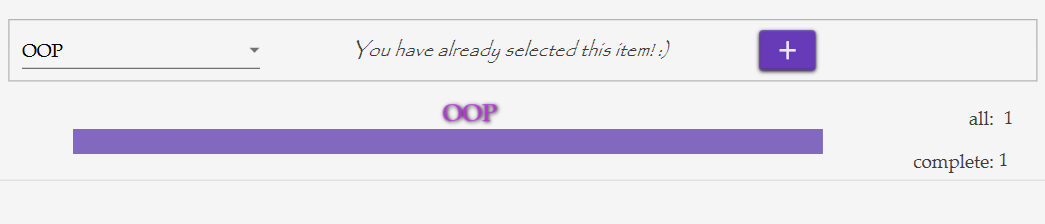 OOP You have already selected this item! :) +
OOP
all: 1
complete: 1